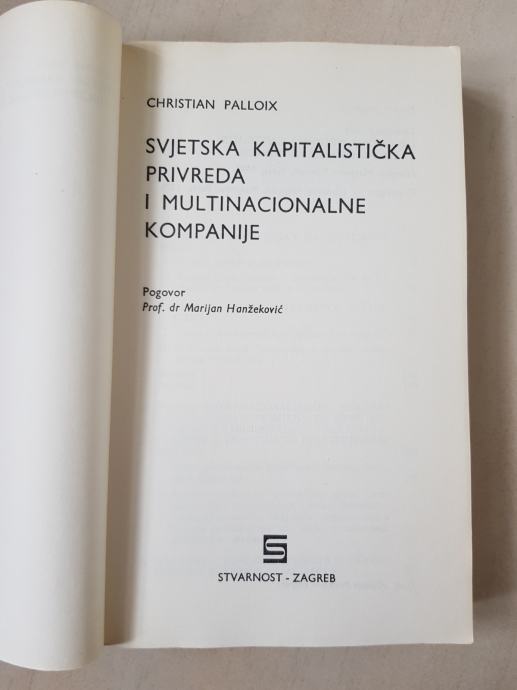 CHRISTIAN PALLOIX
SVJETSKA KAPITALISTIČKA
PRIVREDA
I MULTINACIONALNE
KOMPANIJE
Pogovor
Prof. dr Marijan Hanžeković
STVARNOST - ZAGREB